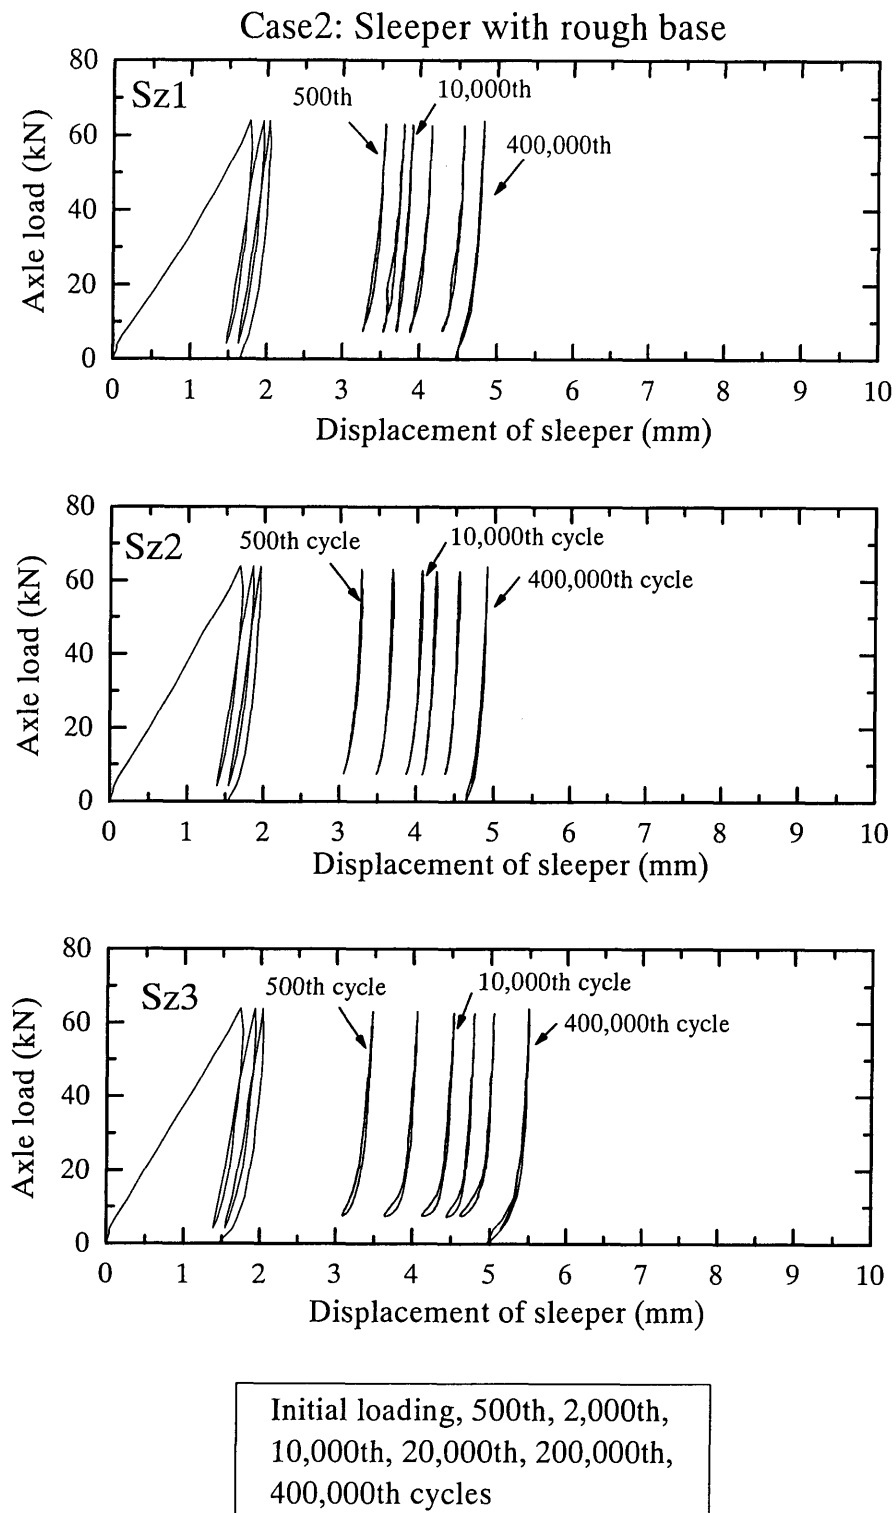 Case2: Sleeper with rough base
Sz1
500th
10,000th
400,000th
80
60
40
20
0
Axle load (kN)
0 1 2 3 4 5 6 7 8 9 10
Displacement of sleeper (mm)
Sz2
500th cycle
10,000th cycle
400,000th cycle
80
60
40
20
0
Axle load (kN)
0 1 2 3 4 5 6 7 8 9 10
Displacement of sleeper (mm)
Sz3
500th cycle
10,000th cycle
400,000th cycle
80
60
40
20
0
Axle load (kN)
0 1 2 3 4 5 6 7 8 9 10
Displacement of sleeper (mm)
Initial loading, 500th, 2,000th,
10,000th, 20,000th, 200,000th,
400,000th cycles